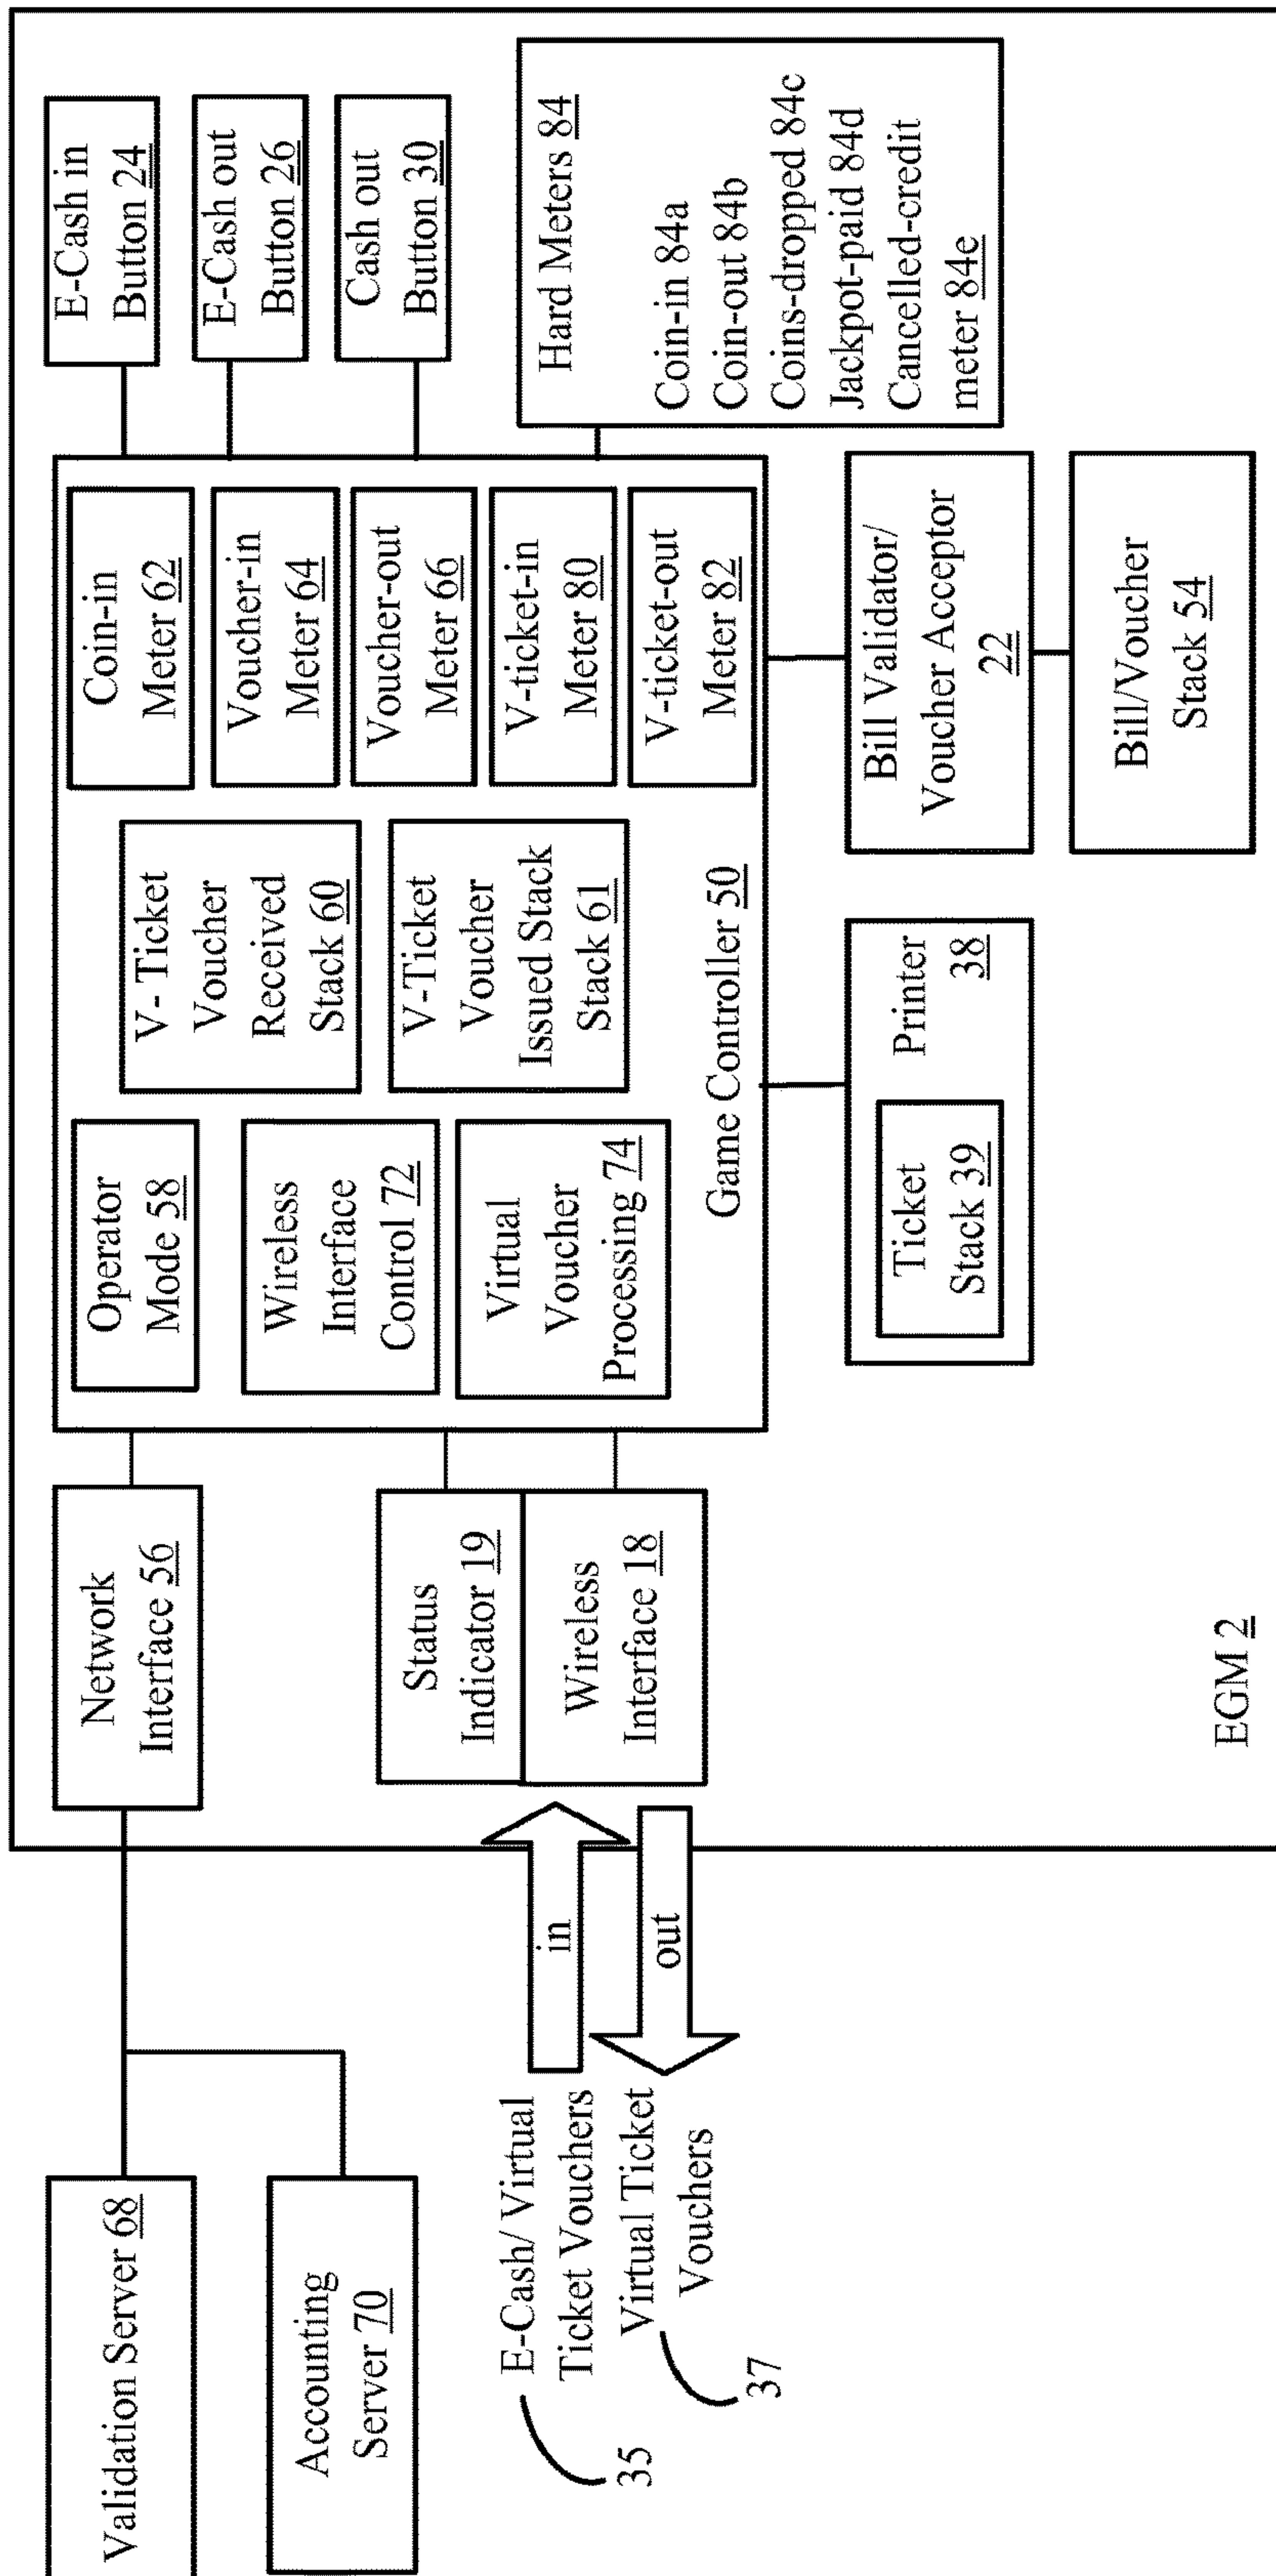 Validation Server 68
Accounting
Server 70
E-Cash/ Virtual
Ticket Vouchers
Virtual Ticket
Vouchers
35
37
in
out
Network
Interface 56
Status
Indicator 19
Wireless
Interface 18
EGM 2
Operator
Mode 58
Wireless
Interface
Control 72
Virtual
Voucher
Processing 74
V- Ticket
Voucher
Received
Stack 60
V-Ticket
Voucher
Issued Stack
Stack 61
Game Controller 50
Coin-in
Meter 62
Voucher-in
Meter 64
Voucher-out
Meter 66
V-ticket-in
Meter 80
V-ticket-out
Meter 82
Ticket
Stack 39
Printer
38
Bill Validator/
Voucher Acceptor
22
Bill/Voucher
Stack 54
E-Cash in
Button 24
E-Cash out
Button 26
Cash out
Button 30
Hard Meters 84
Coin-in 84a
Coin-out 84b
Coins-dropped 84c
Jackpot-paid 84d
Cancelled-credit
meter 84e